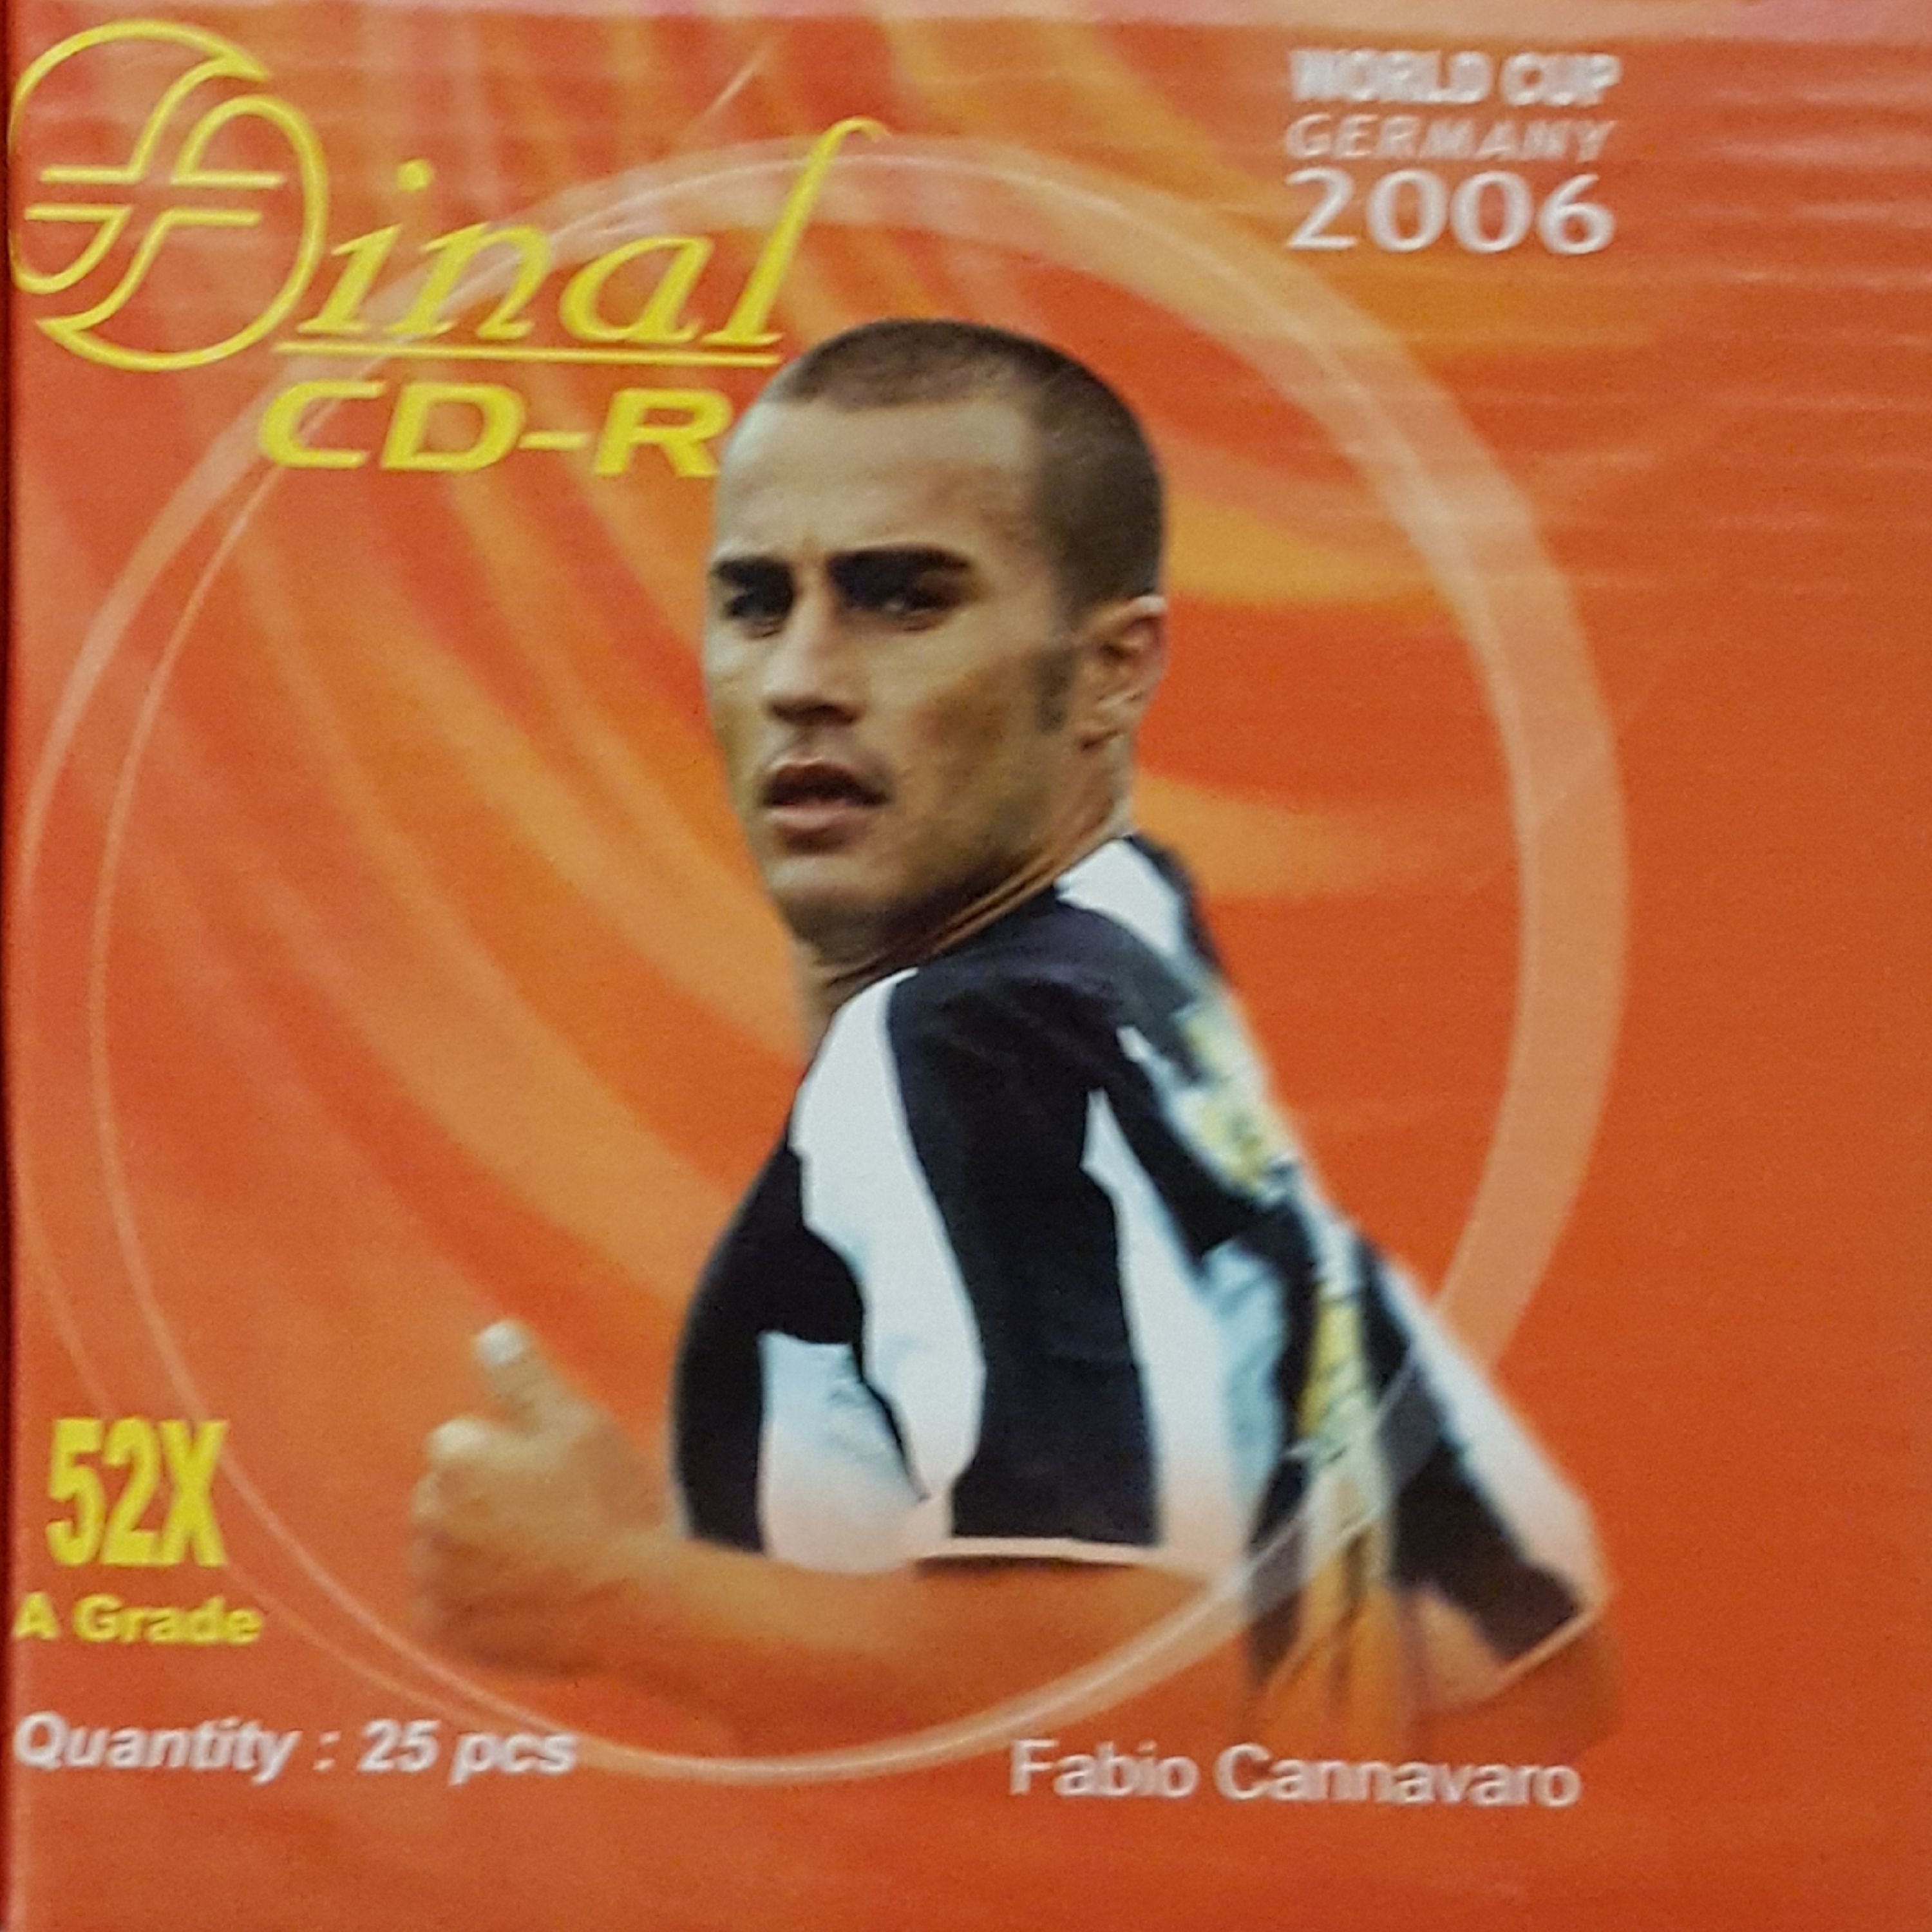 Final
CD-R
WORLD CUP
GERMANY
2006
52X
A Grade
Quantity : 25 pcs
Fabio Cannavaro